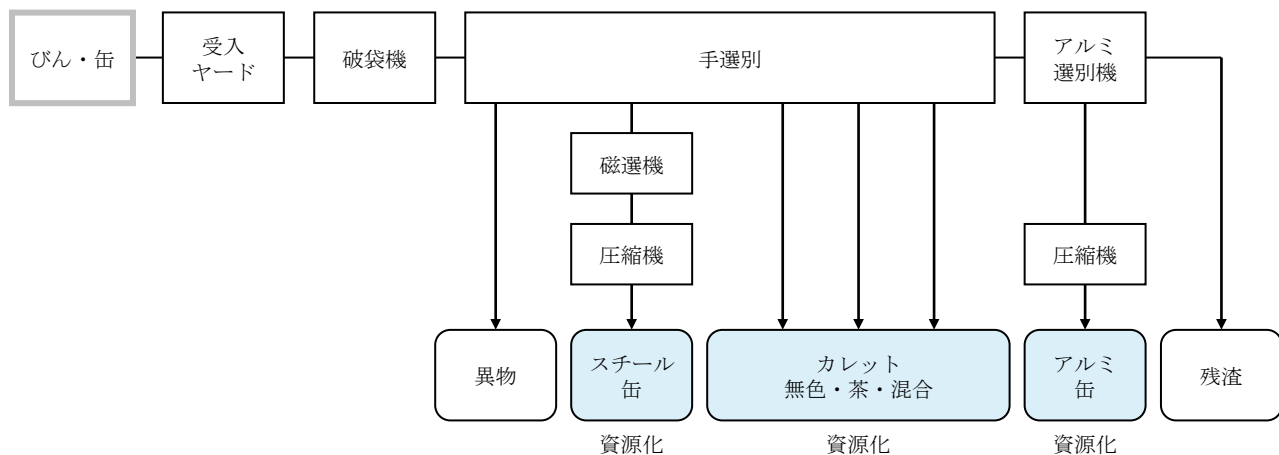 びん・缶
受入
ヤード
破袋機
手選別
アルミ
選別機
磁選機
圧縮機
圧縮機
異物
スチール
缶
カレット
無色・茶・混合
アルミ
缶
残渣
資源化
資源化
資源化